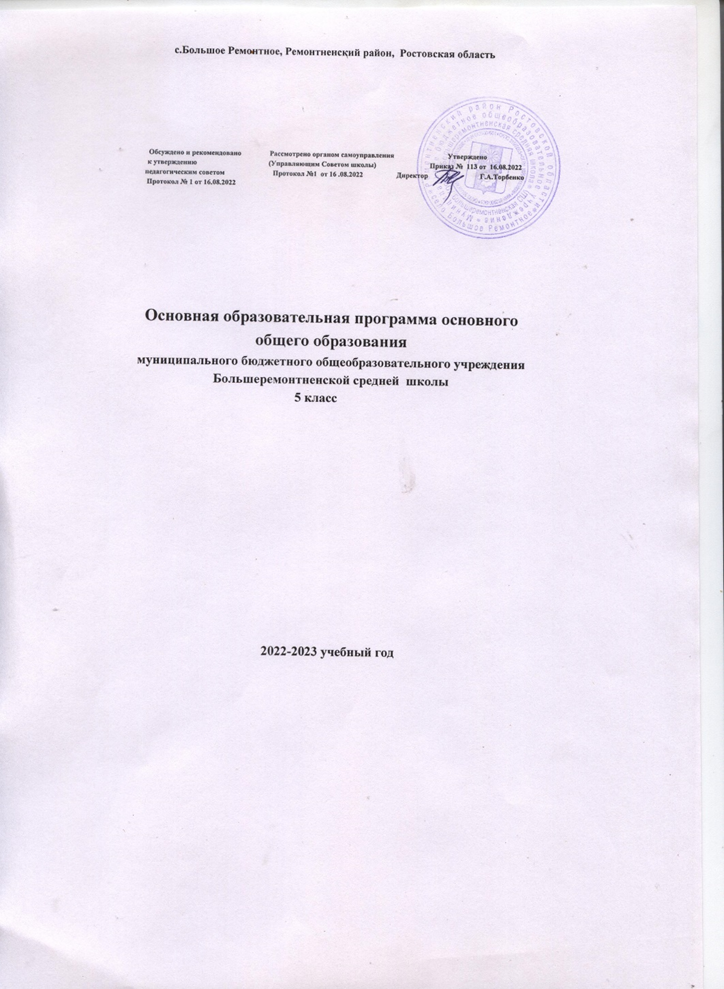 с.Большое Ремонтное, Ремонтненский район, Ростовская область
Обсуждено и рекомендовано
к утверждению
педагогическим советом
Протокол № 1 от 16.08.2022
Рассмотрено органом самоуправления
(Управляющим Советом школы)
Протокол №1 от 16 .08.2022
Утверждено
Приказ № 113 от 16.08.2022
Директор Г.А.Торбенко
Основная образовательная программа основного
общего образования
муниципального бюджетного общеобразовательного учреждения
Большеремонтненской средней школы
5 класс
2022-2023 учебный год